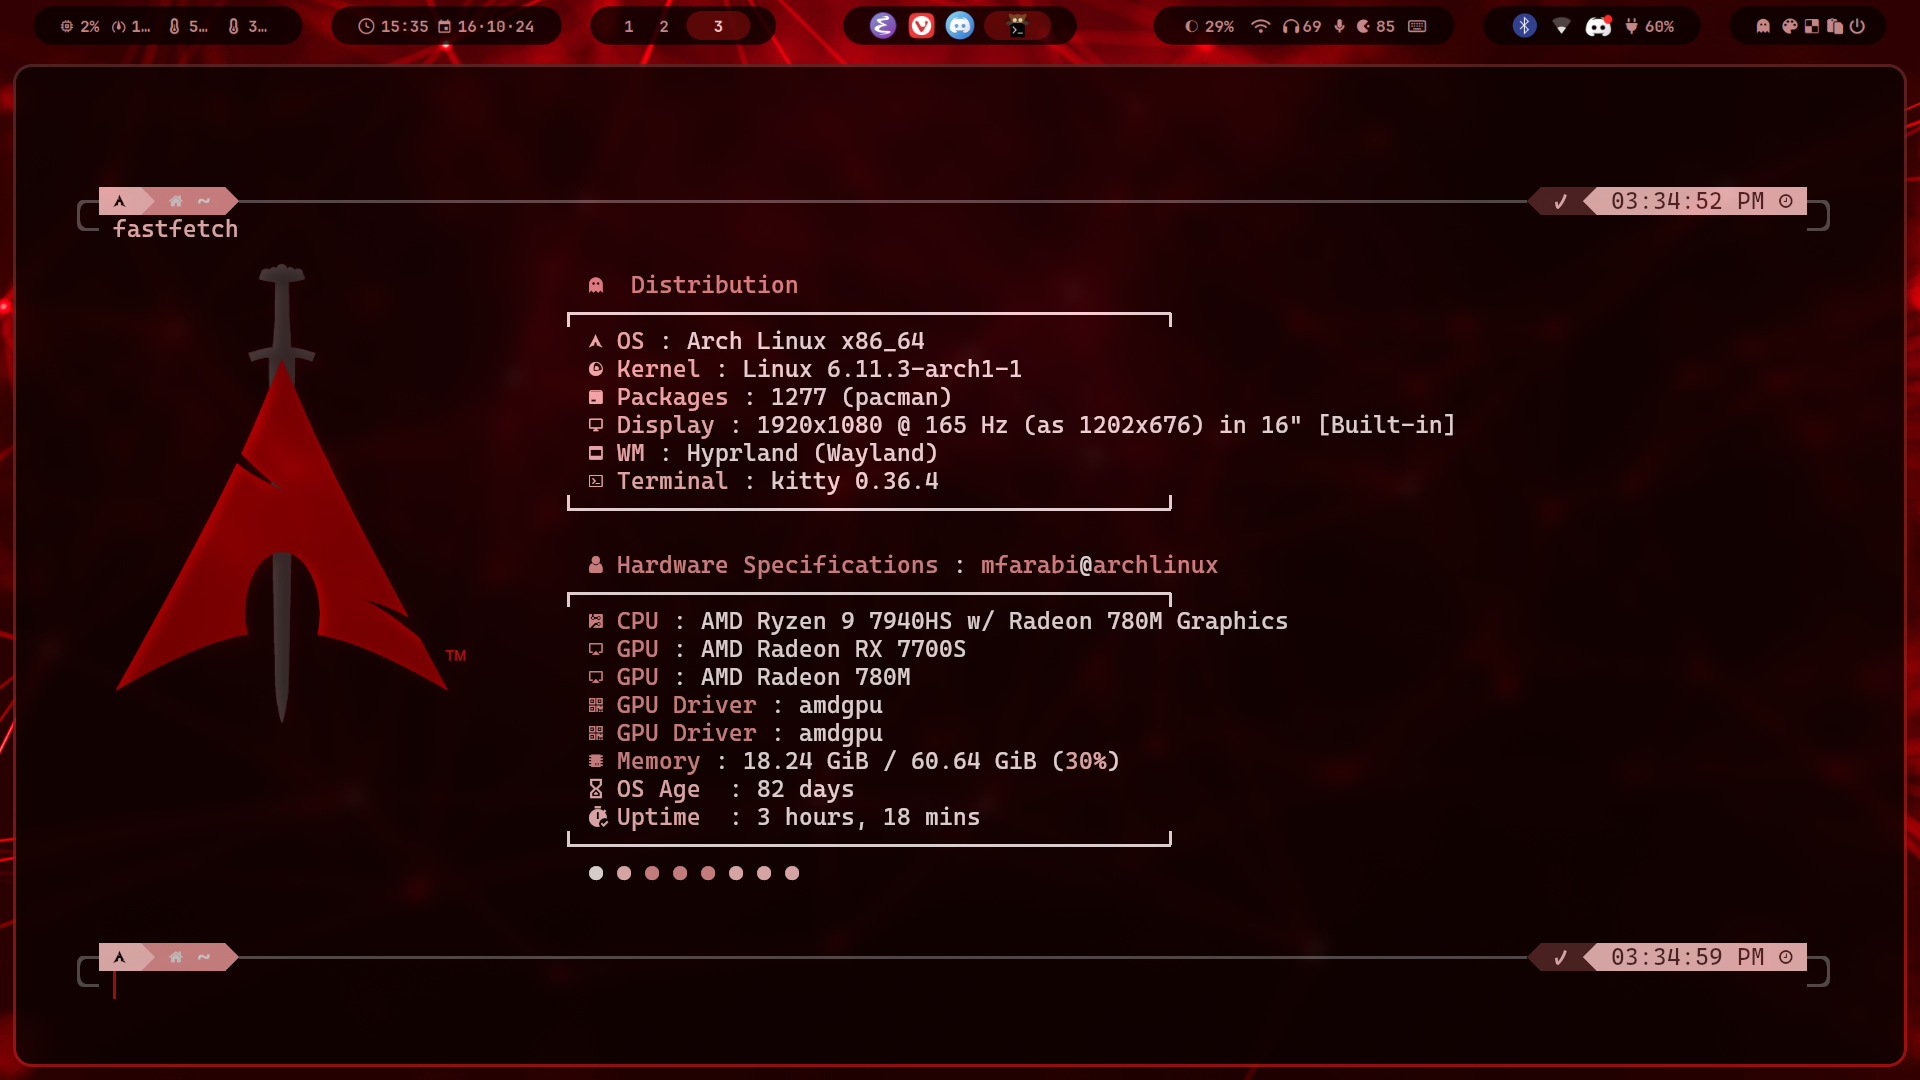 2% 1… 5… 3… 15:35 16·10·24 1 2 3 29% 69 85 60%
~ ✓ 03:34:52 PM
fastfetch
Distribution
OS : Arch Linux x86_64
Kernel : Linux 6.11.3-arch1-1
Packages : 1277 (pacman)
Display : 1920x1080 @ 165 Hz (as 1202x676) in 16" [Built-in]
WM : Hyprland (Wayland)
Terminal : kitty 0.36.4
Hardware Specifications : mfarabi@archlinux
CPU : AMD Ryzen 9 7940HS w/ Radeon 780M Graphics
GPU : AMD Radeon RX 7700S
GPU : AMD Radeon 780M
TM
GPU Driver : amdgpu
GPU Driver : amdgpu
Memory : 18.24 GiB / 60.64 GiB (30%)
OS Age : 82 days
Uptime : 3 hours, 18 mins
~ ✓ 03:34:59 PM